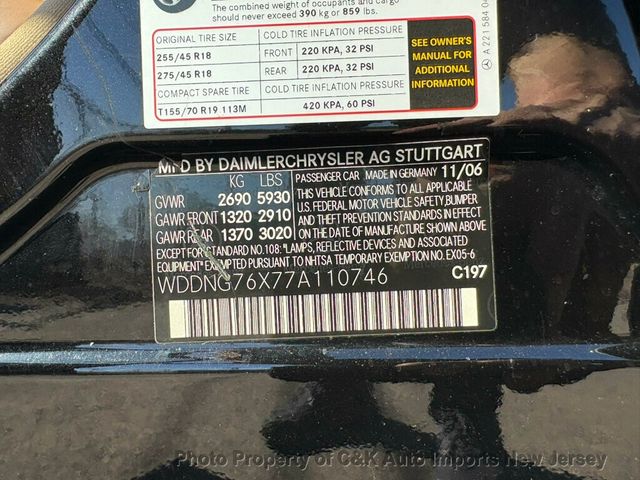 The combined weight of occupants and cargo
should never exceed 390 kg or 859 lbs.
ORIGINAL TIRE SIZE COLD TIRE INFLATION PRESSURE
255/45 R18 FRONT 220 KPA, 32 PSI
275/45 R18 REAR 220 KPA, 32 PSI
COMPACT SPARE TIRE COLD TIRE INFLATION PRESSURE
T155/70 R19 113M 420 KPA, 60 PSI
SEE OWNER'S
MANUAL FOR
ADDITIONAL
INFORMATION
A 221 584 04
MFD BY DAIMLERCHRYSLER AG STUTTGART
KG LBS
GVWR 2690 5930
GAWR FRONT 1320 2910
GAWR REAR 1370 3020
PASSENGER CAR MADE IN GERMANY 11/06
THIS VEHICLE CONFORMS TO ALL APPLICABLE
U.S. FEDERAL MOTOR VEHICLE SAFETY, BUMPER
AND THEFT PREVENTION STANDARDS IN EFFECT
ON THE DATE OF MANUFACTURE SHOWN ABOVE.
EXCEPT FOR STANDARD NO. 108: "LAMPS, REFLECTIVE DEVICES AND ASSOCIATED
EQUIPMENT" EXEMPTED PURSUANT TO NHTSA TEMPORARY EXEMPTION NO. EX05-6
WDDNG76X77A110746 C197
Photo Property of C&K Auto Imports New Jersey